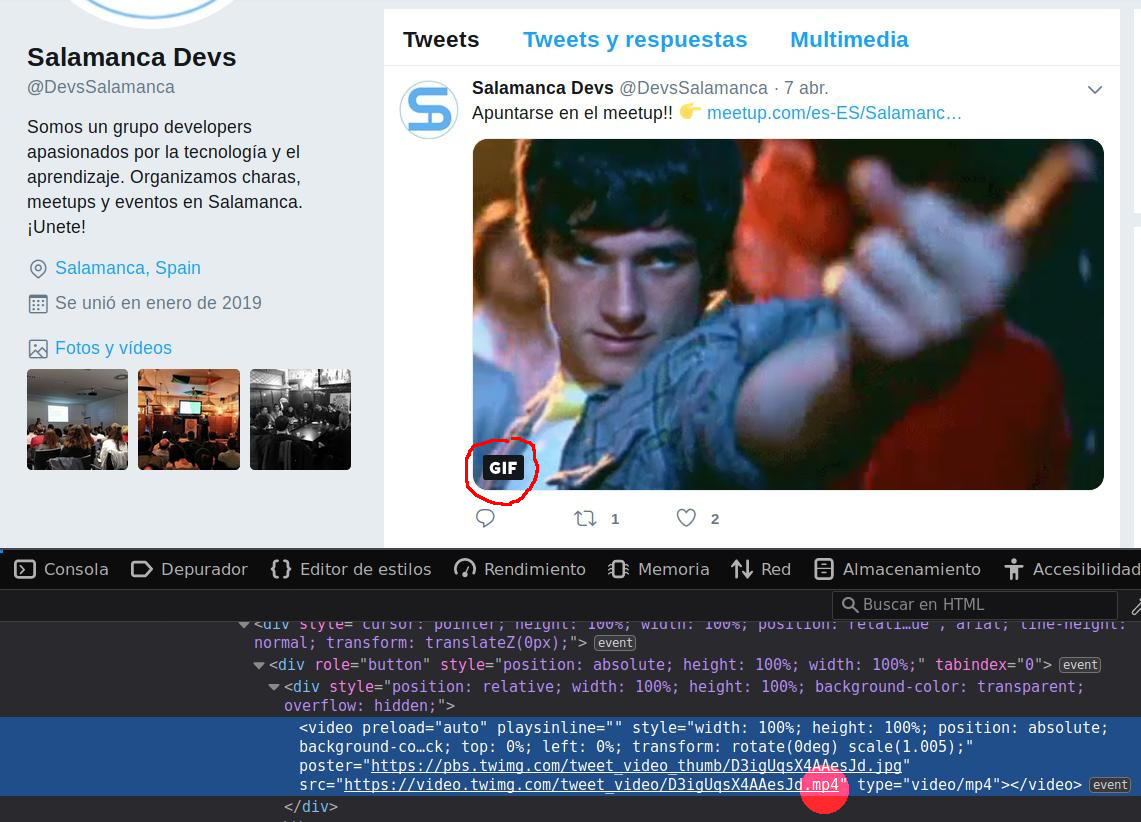 Salamanca Devs
@DevsSalamanca
Somos un grupo developers
apasionados por la tecnología y el
aprendizaje. Organizamos charas,
meetups y eventos en Salamanca.
¡Unete!
Salamanca, Spain
Se unió en enero de 2019
Fotos y vídeos
Tweets Tweets y respuestas Multimedia
Salamanca Devs @DevsSalamanca · 7 abr.
Apuntarse en el meetup!! 👉 meetup.com/es-ES/Salamanc…
GIF
1 2
Consola Depurador Editor de estilos Rendimiento Memoria Red Almacenamiento Accesibilidad
Buscar en HTML
<div style="cursor: pointer; height: 100%; width: 100%; position: relati…ue", arial; line-height:
normal; transform: translateZ(0px);"> event
<div role="button" style="position: absolute; height: 100%; width: 100%;" tabindex="0"> event
<div style="position: relative; width: 100%; height: 100%; background-color: transparent;
overflow: hidden;">
<video preload="auto" playsinline="" style="width: 100%; height: 100%; position: absolute;
background-co…ck; top: 0%; left: 0%; transform: rotate(0deg) scale(1.005);"
poster="https://pbs.twimg.com/tweet_video_thumb/D3igUqsX4AAesJd.jpg"
src="https://video.twimg.com/tweet_video/D3igUqsX4AAesJd.mp4" type="video/mp4"></video> event
</div>